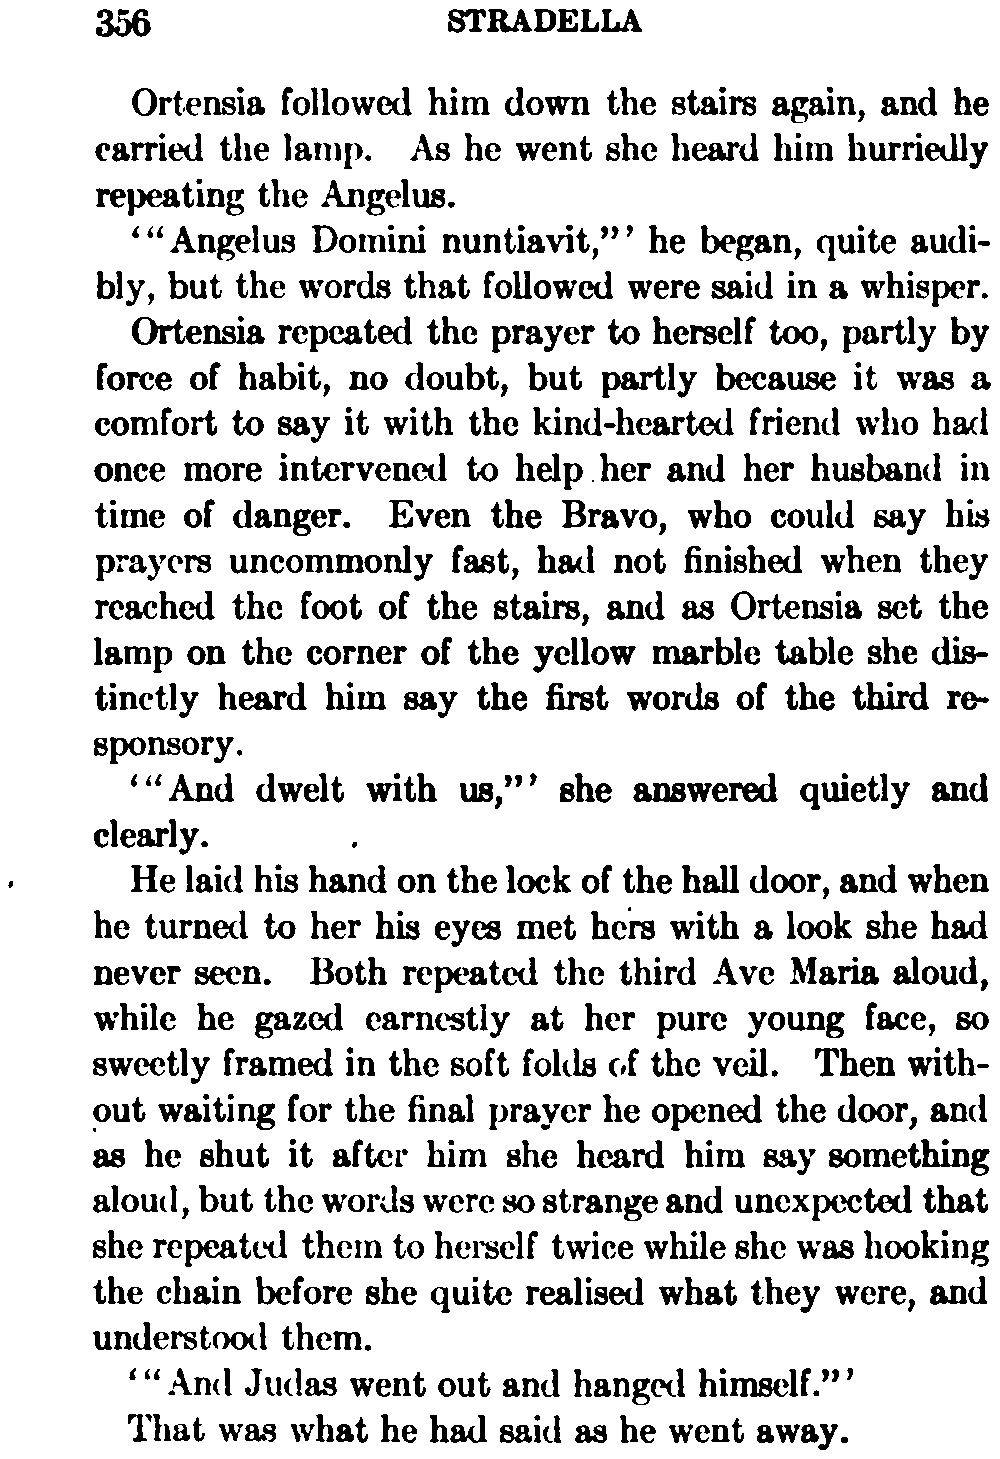 356 STRADELLA
Ortensia followed him down the stairs again, and he
carried the lamp. As he went she heard him hurriedly
repeating the Angelus.
‘“Angelus Domini nuntiavit,”’ he began, quite audi-
bly, but the words that followed were said in a whisper.
Ortensia repeated the prayer to herself too, partly by
force of habit, no doubt, but partly because it was a
comfort to say it with the kind-hearted friend who had
once more intervened to help her and her husband in
time of danger. Even the Bravo, who could say his
prayers uncommonly fast, had not finished when they
reached the foot of the stairs, and as Ortensia set the
lamp on the corner of the yellow marble table she dis-
tinctly heard him say the first words of the third re-
sponsory.
‘“And dwelt with us,”’ she answered quietly and
clearly.
He laid his hand on the lock of the hall door, and when
he turned to her his eyes met hers with a look she had
never seen. Both repeated the third Ave Maria aloud,
while he gazed earnestly at her pure young face, so
sweetly framed in the soft folds of the veil. Then with-
out waiting for the final prayer he opened the door, and
as he shut it after him she heard him say something
aloud, but the words were so strange and unexpected that
she repeated them to herself twice while she was hooking
the chain before she quite realised what they were, and
understood them.
‘“And Judas went out and hanged himself.”’
That was what he had said as he went away.